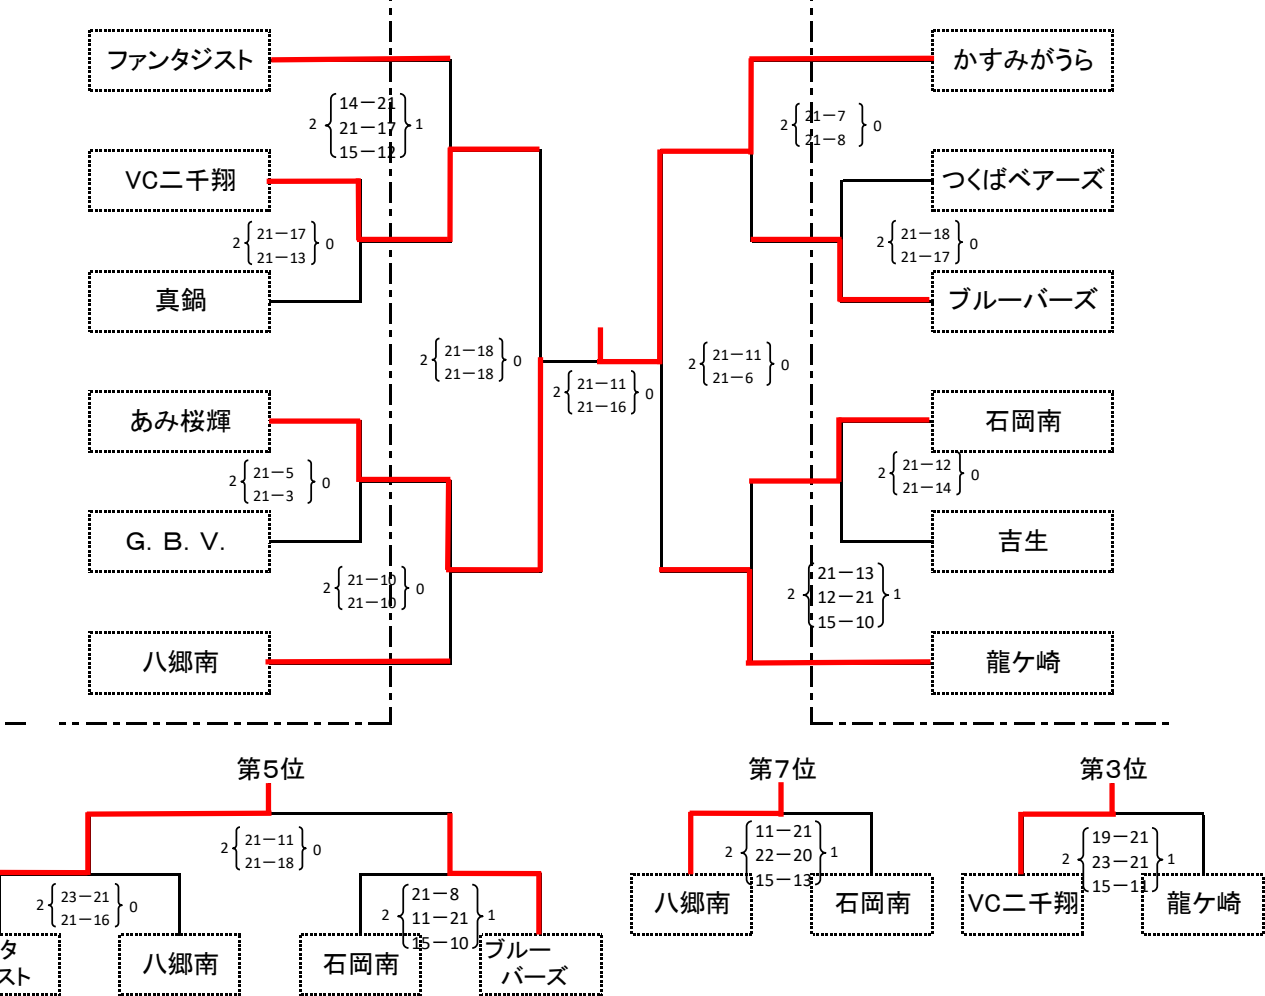 ファンタジスト
かすみがうら
14－21
2 21－17 1
15－12
2 21－7 0
21－8
VC二千翔
つくばベアーズ
2 21－17 0
21－13
2 21－18 0
21－17
真鍋
ブルーバーズ
2 21－18 0
21－18
2 21－11 0
21－16
2 21－11 0
21－6
あみ桜輝
石岡南
2 21－5 0
21－3
2 21－12 0
21－14
G. B. V.
吉生
2 21－10 0
21－10
21－13
2 12－21 1
15－10
八郷南
龍ケ崎
第5位
第7位
第3位
2 21－11 0
21－18
11－21
2 22－20 1
15－13
19－21
2 23－21 1
15－11
2 23－21 0
21－16
21－8
2 11－21 1
15－10
八郷南
石岡南
VC二千翔
龍ケ崎
タ
スト
八郷南
石岡南
ブルー
バーズ